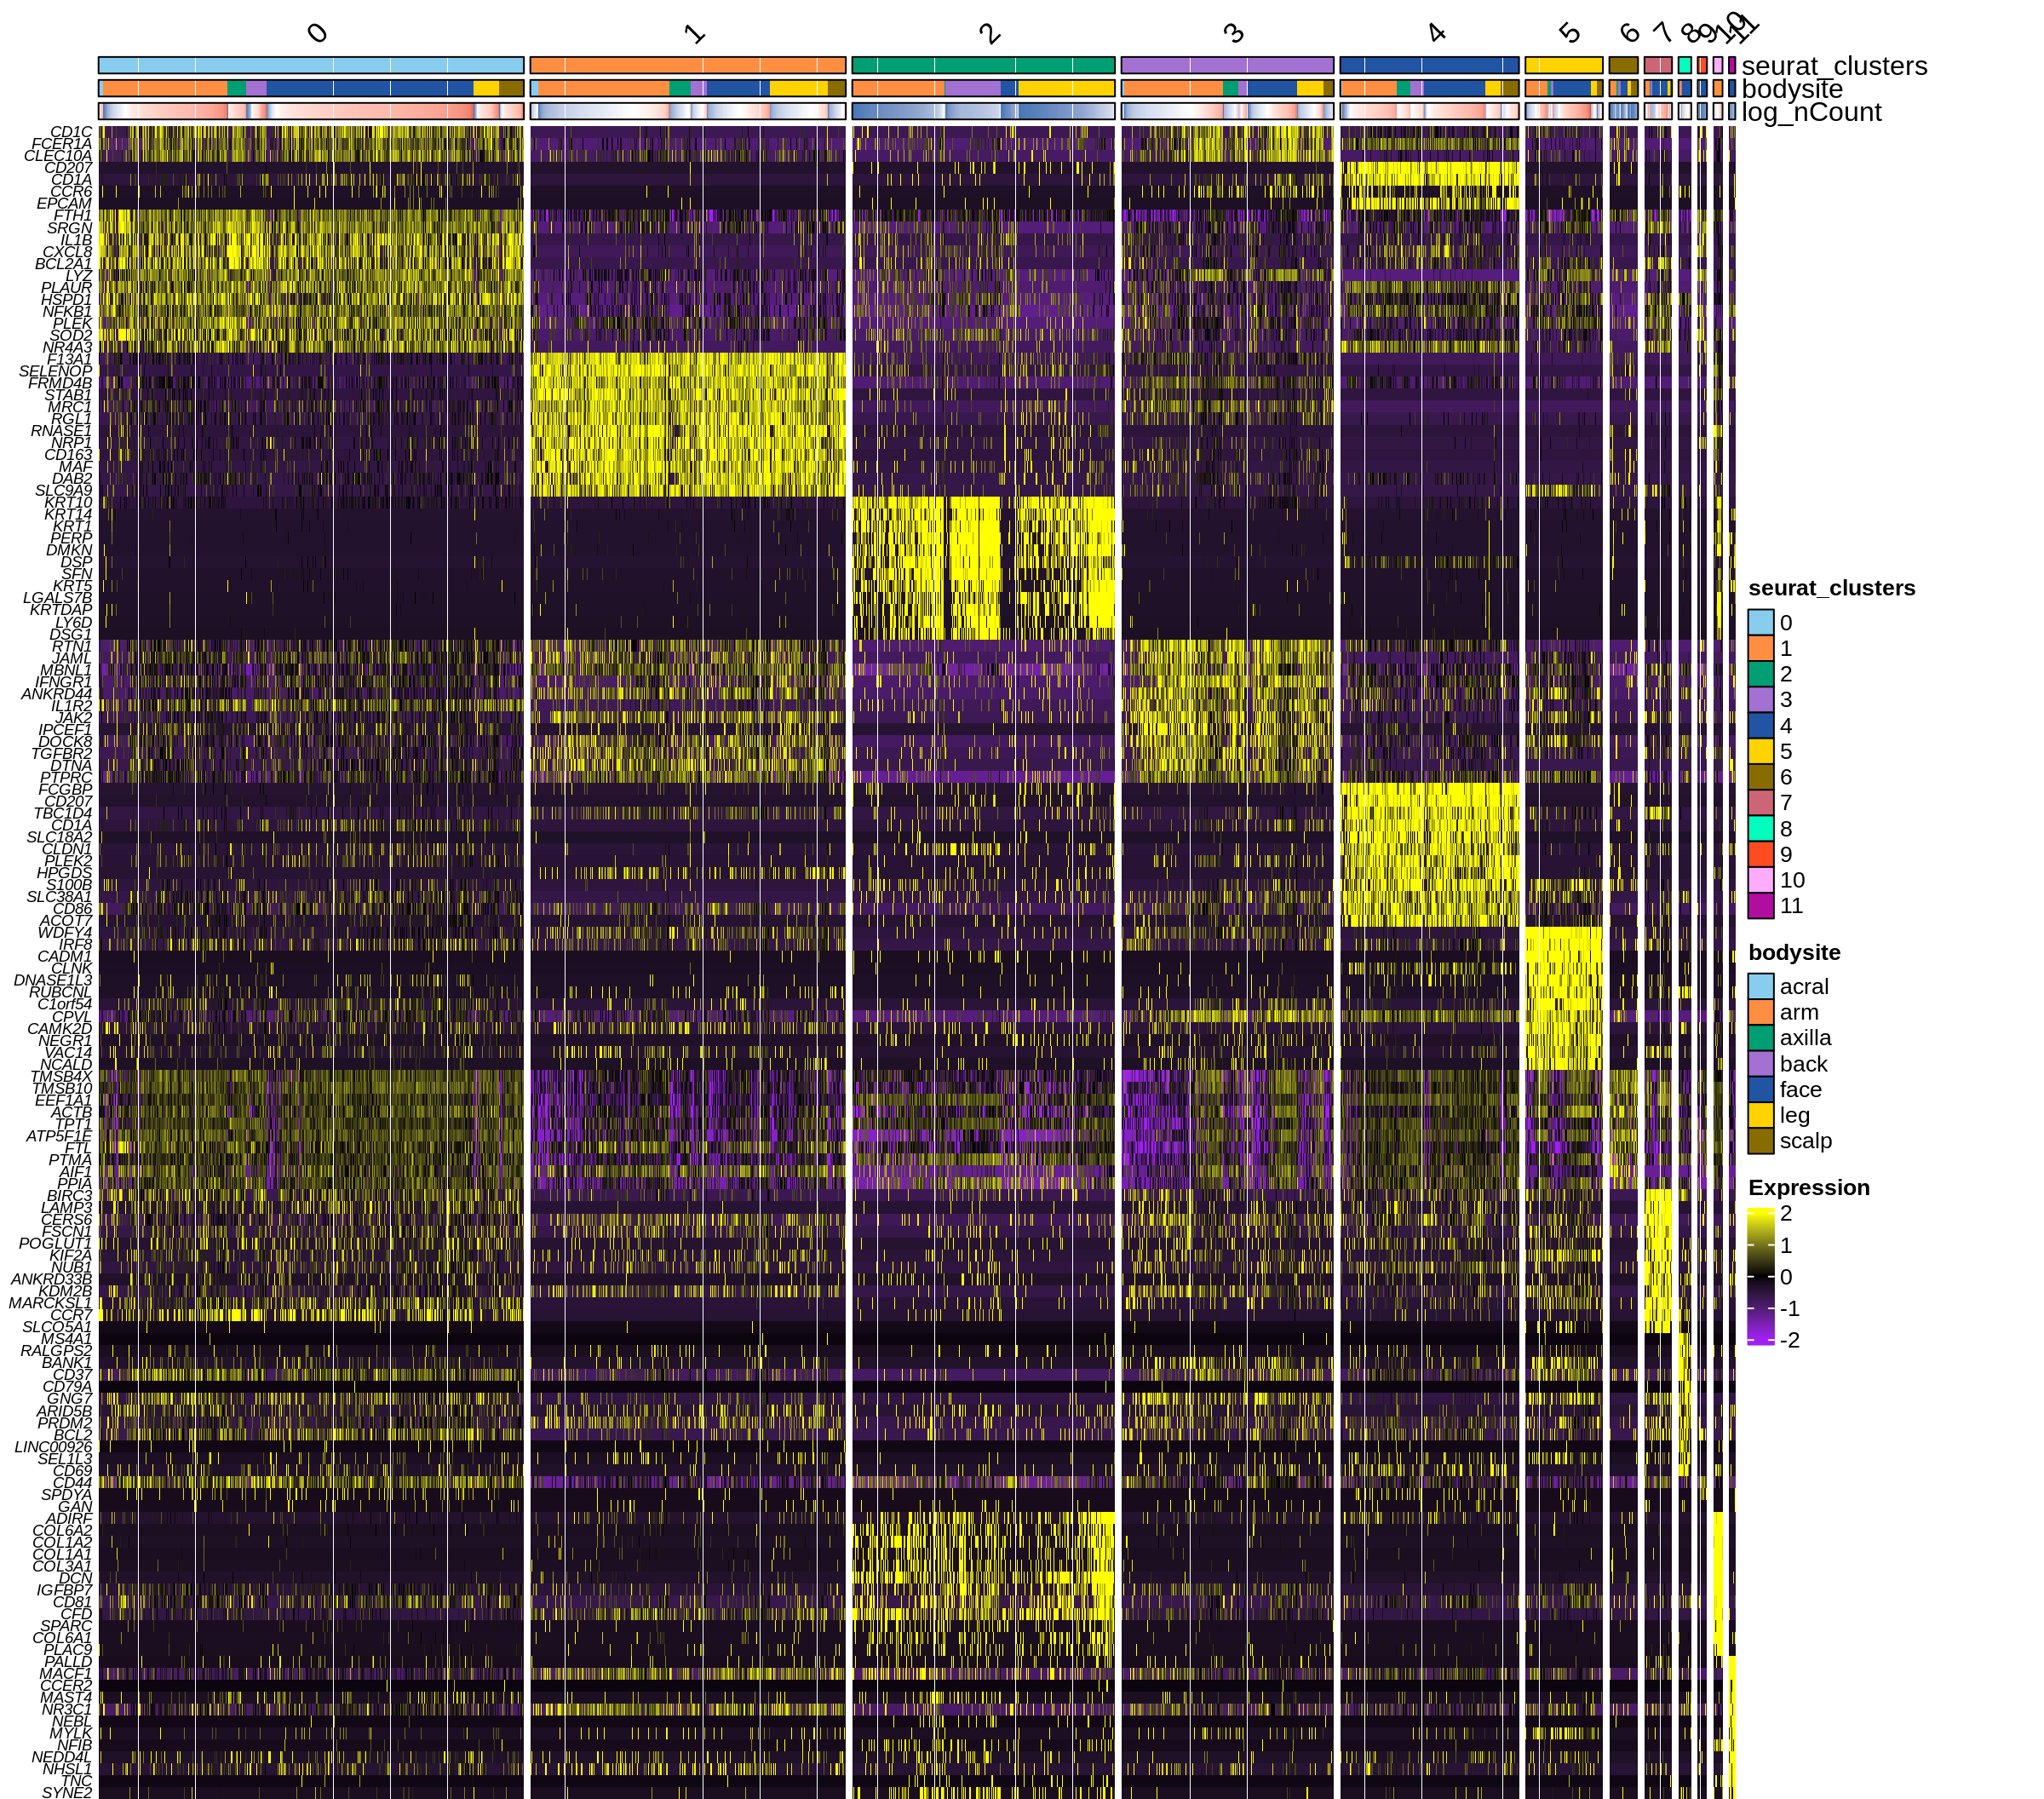 0 1 2 3 4 5 6 7 8 9 10 11
seurat_clusters
bodysite
log_nCount
CD1C
FCER1A
CLEC10A
CD207
CD1A
CCR6
EPCAM
FTH1
SRGN
IL1B
CXCL8
BCL2A1
LYZ
PLAUR
HSPD1
NFKB1
PLEK
SOD2
NR4A3
F13A1
SELENOP
FRMD4B
STAB1
MRC1
RGL1
RNASE1
NRP1
CD163
MAF
DAB2
SLC9A9
KRT10
KRT14
KRT1
PERP
DMKN
DSP
SFN
KRT5
LGALS7B
KRTDAP
LY6D
DSG1
RTN1
JAML
MBNL1
IFNGR1
ANKRD44
IL1R2
JAK2
IPCEF1
DOCK8
TGFBR2
DTNA
PTPRC
FCGBP
CD207
TBC1D4
CD1A
SLC18A2
CLDN1
PLEK2
HPGDS
S100B
SLC38A1
CD86
ACOT7
WDFY4
IRF8
CADM1
CLNK
DNASE1L3
RUBCNL
C1orf54
CPVL
CAMK2D
NEGR1
VAC14
NCALD
TMSB4X
TMSB10
EEF1A1
ACTB
TPT1
ATP5F1E
FTL
PTMA
AIF1
PPIA
BIRC3
LAMP3
CERS6
FSCN1
POGLUT1
KIF2A
NUB1
ANKRD33B
KDM2B
MARCKSL1
CCR7
SLCO5A1
MS4A1
RALGPS2
BANK1
CD37
CD79A
GNG7
ARID5B
PRDM2
BCL2
LINC00926
SEL1L3
CD69
CD44
SPDYA
GAN
ADIRF
COL6A2
COL1A2
COL1A1
COL3A1
DCN
IGFBP7
CD81
CFD
SPARC
COL6A1
PLAC9
PALLD
MACF1
CCER2
MAST4
NR3C1
NEBL
MYLK
NFIB
NEDD4L
NHSL1
TNC
SYNE2
seurat_clusters
0
1
2
3
4
5
6
7
8
9
10
11
bodysite
acral
arm
axilla
back
face
leg
scalp
Expression
2
1
0
-1
-2